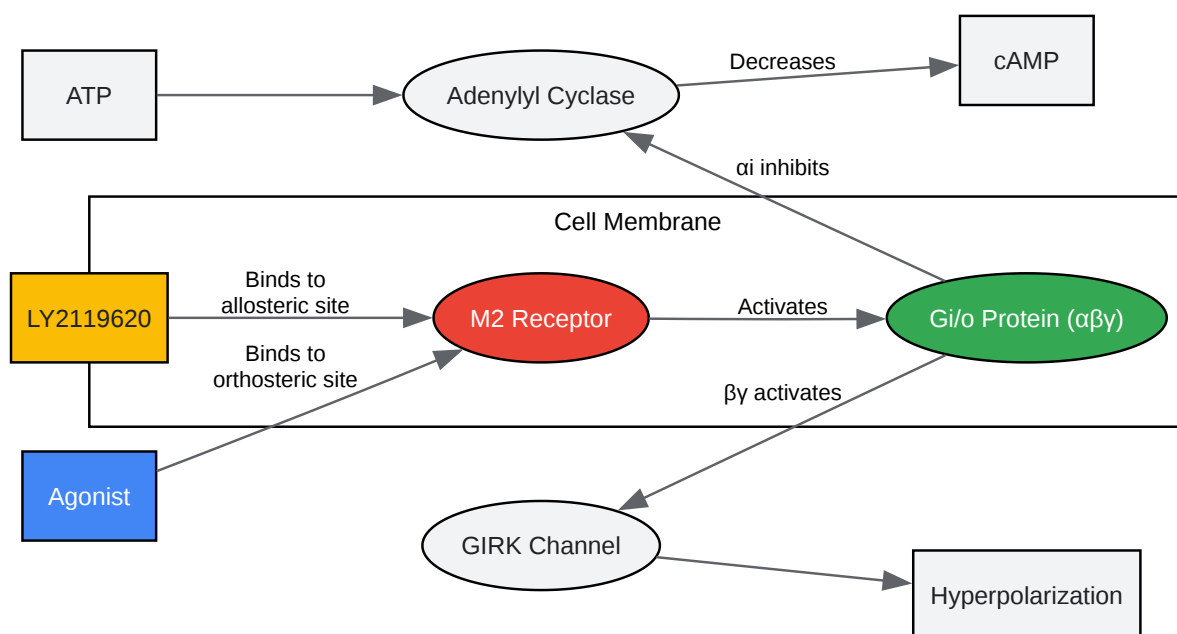 ATP
Adenylyl Cyclase
Decreases
cAMP
αi inhibits
Cell Membrane
LY2119620
Binds to
allosteric site
M2 Receptor
Activates
Gi/o Protein (αβγ)
Binds to
orthosteric site
βγ activates
Agonist
GIRK Channel
Hyperpolarization